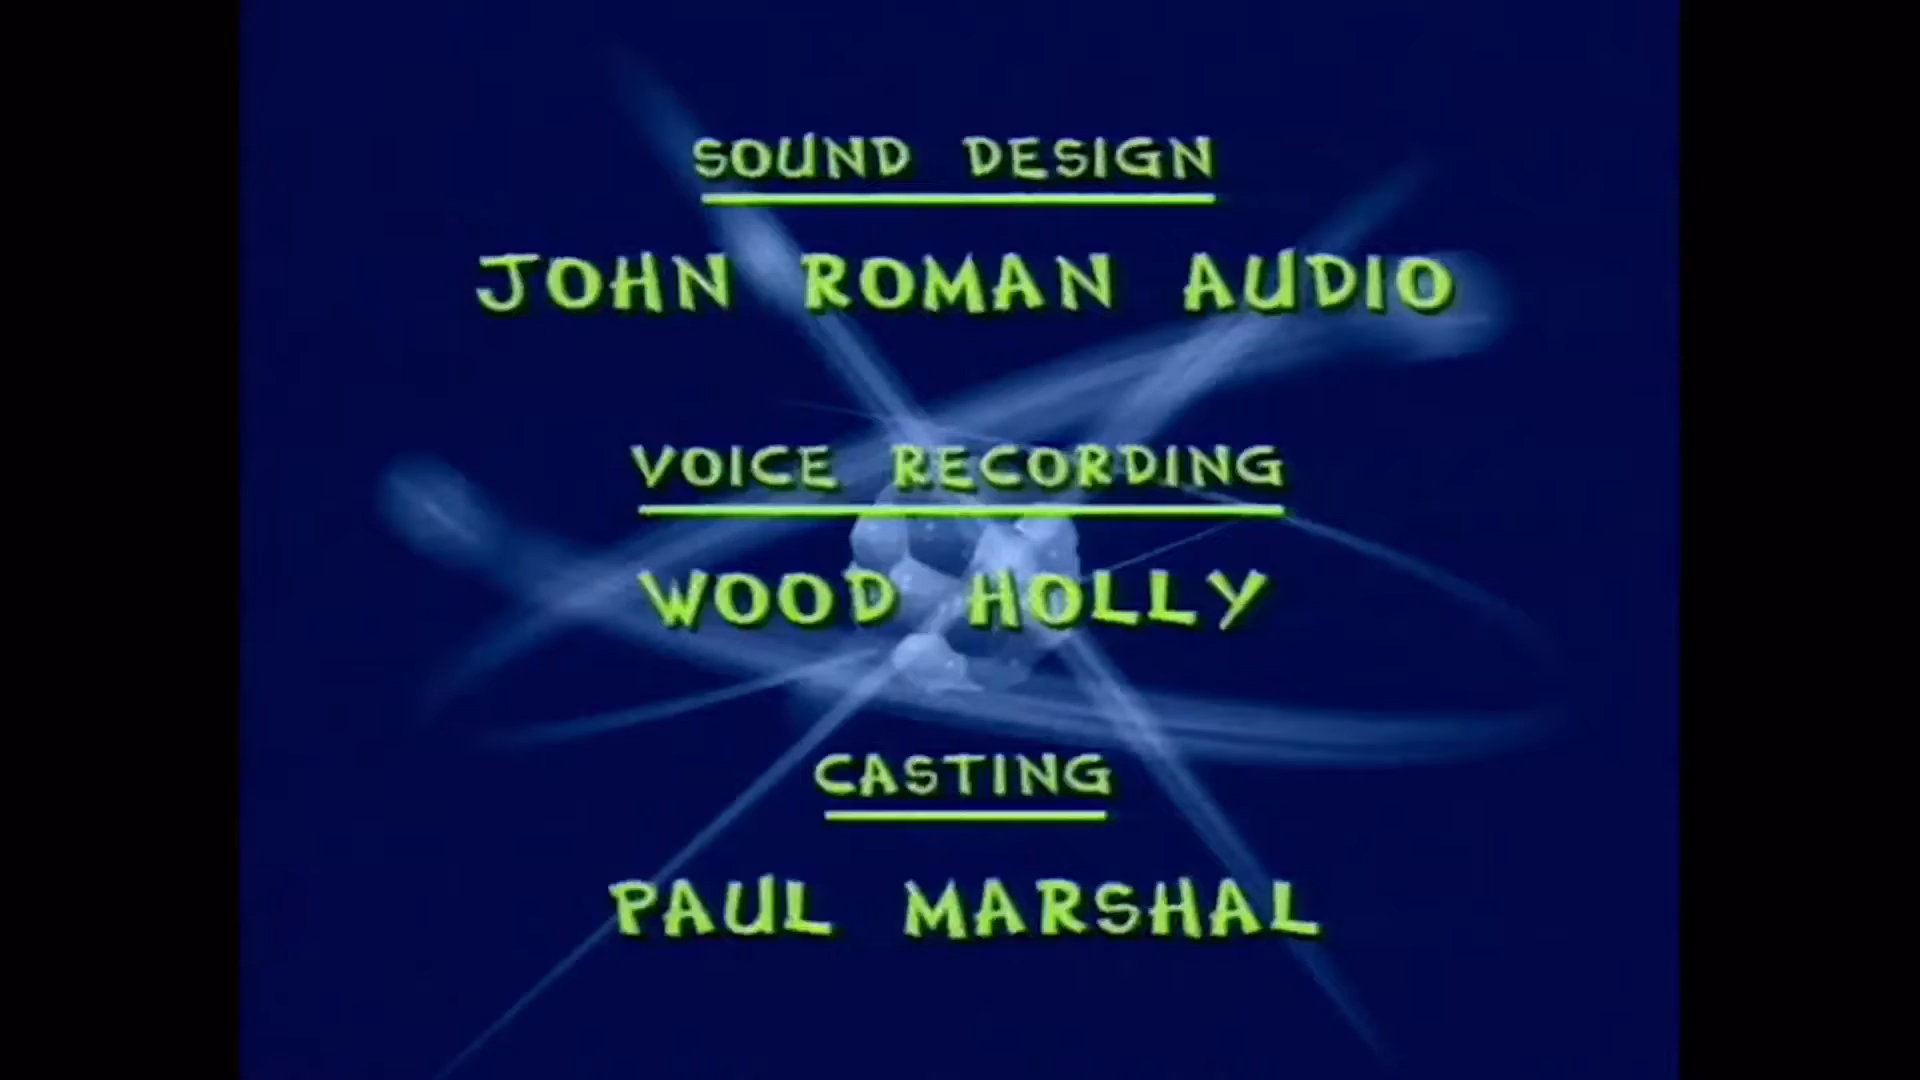 SOUND DESIGN
JOHN ROMAN AUDIO
VOICE RECORDING
WOOD HOLLY
CASTING
PAUL MARSHAL